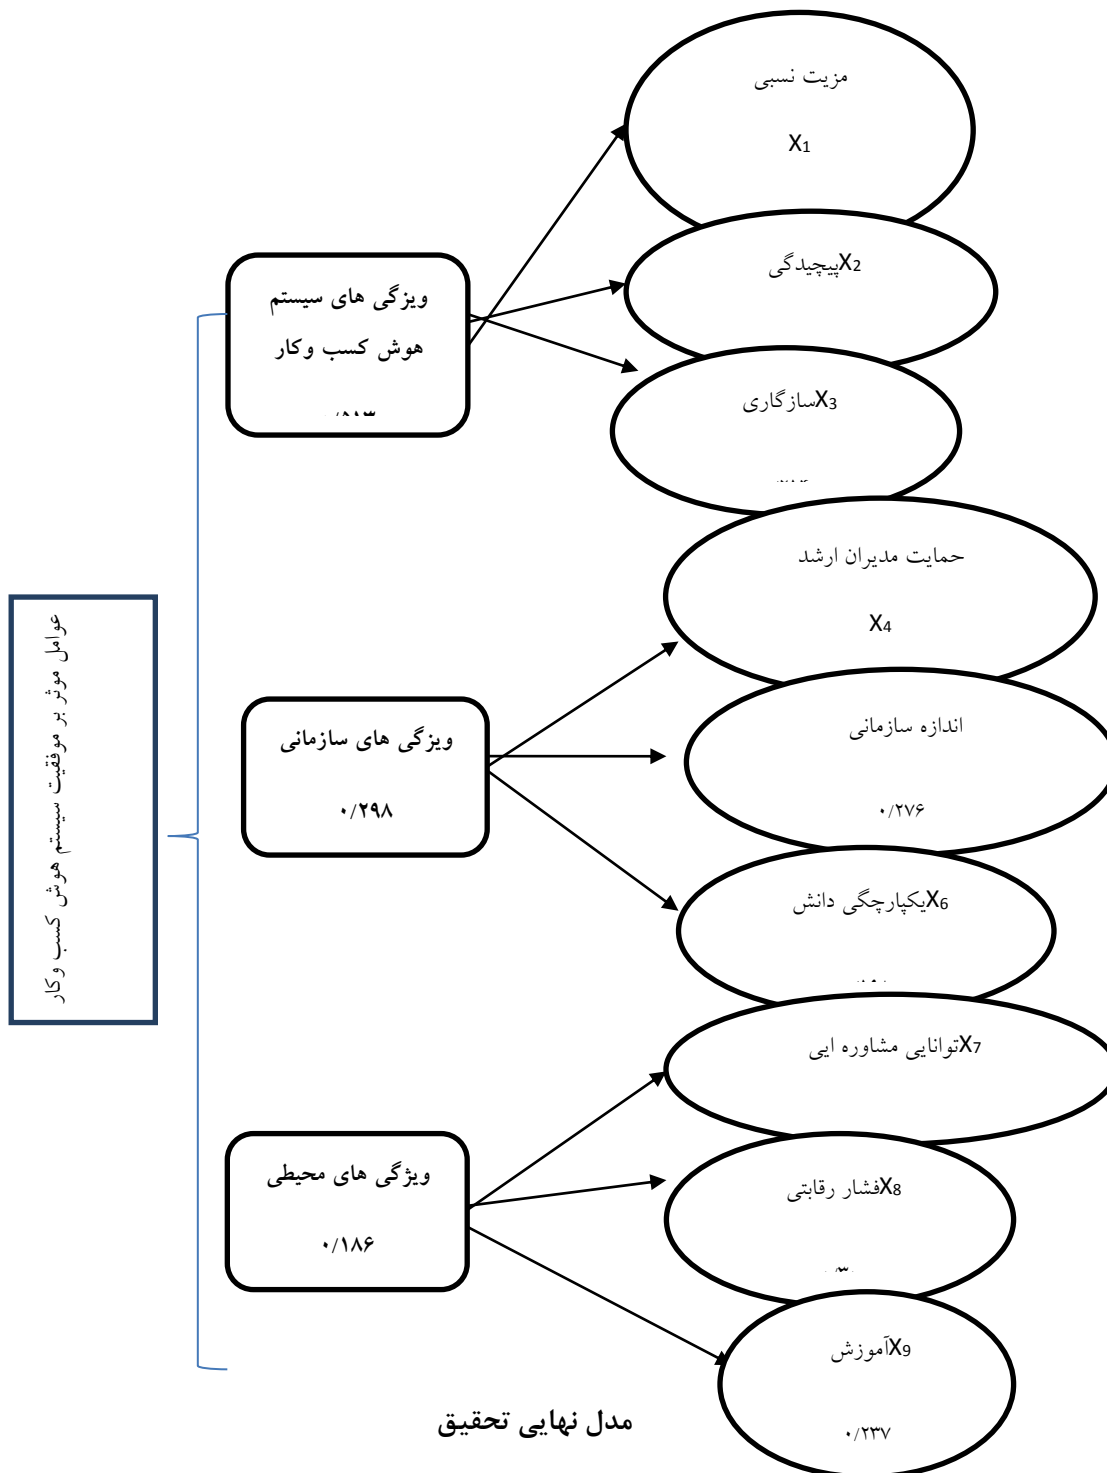 عوامل موثر بر موفقیت سیستم هوش کسب وکار
ویزگی های سیستم
هوش کسب وکار
مزیت نسبی
X1
X2پیچیدگی
X3سازگاری
ویزگی های سازمانی
۰/۲۹۸
حمایت مدیران ارشد
X4
اندازه سازمانی
۰/۲۷۶
X6یکپارچگی دانش
ویژگی های محیطی
۰/۱۸۶
X7توانایی مشاوره ایی
X8فشار رقابتی
X9آموزش
۰/۲۳۷
مدل نهایی تحقیق